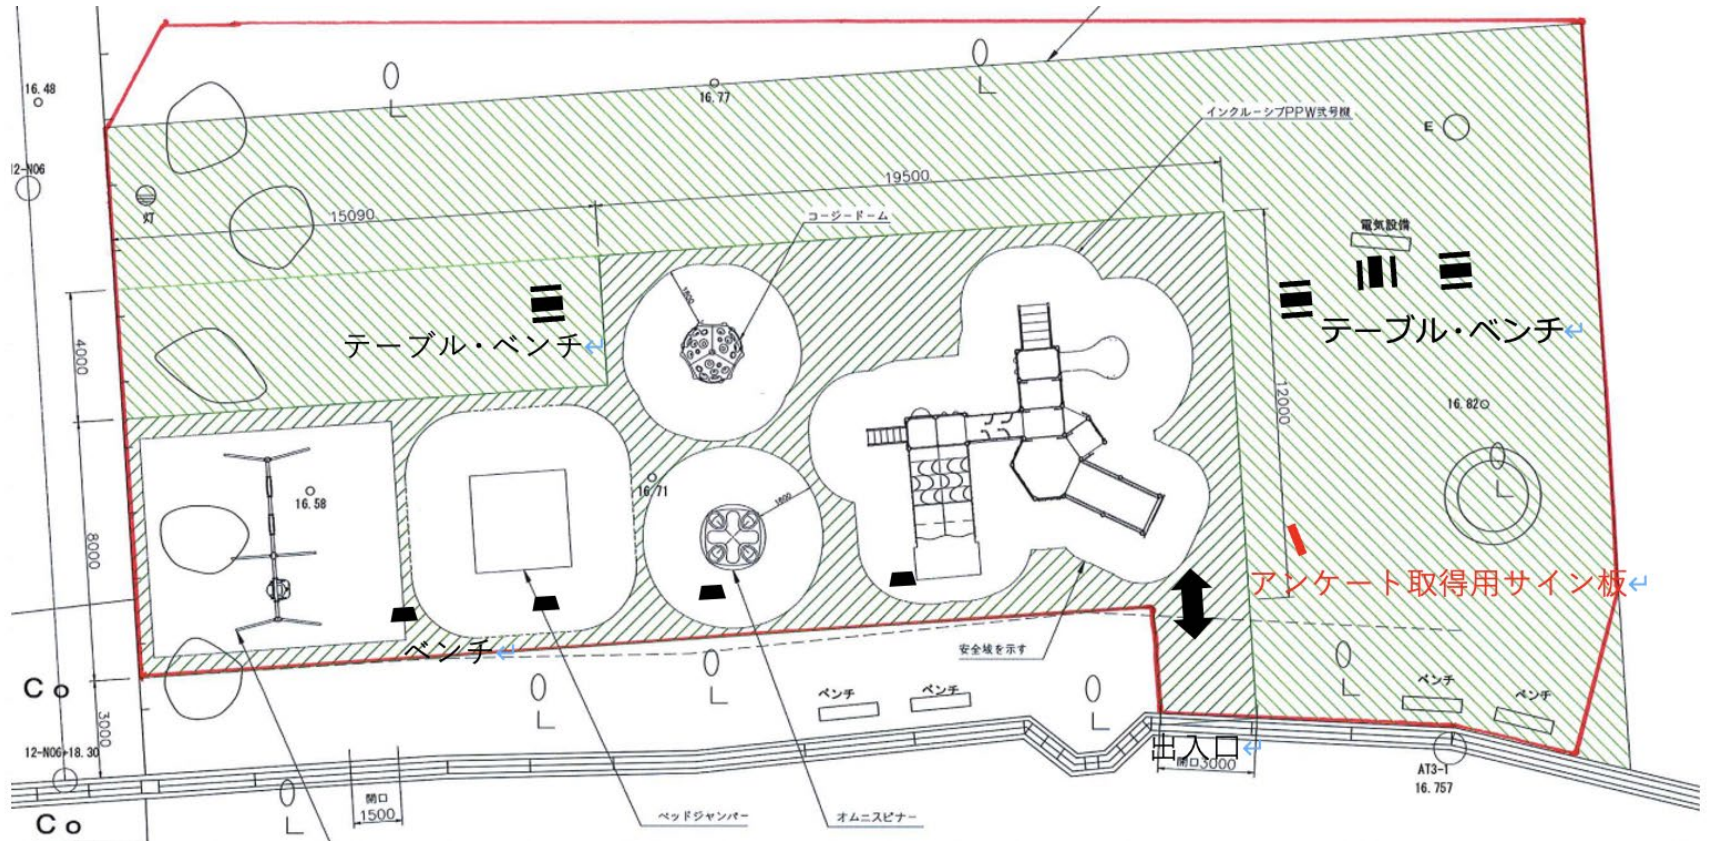 16.48
16.77
インクルーシブPPW弐号機
E
12-N06
19500
灯
15090
コージードーム
電気設備
1800
テーブル・ベンチ↵
テーブル・ベンチ↵
4000
12000
16.82
16.58
16.71
1800
8000
アンケート取得用サイン板↵
ベンチ↵
安全域を示す
Co
ベンチ
ベンチ
ベンチ
ベンチ
3000
12-N06+18.30
出入口↵
開口3000
AT3-1
16.757
開口
1500
ベッドジャンパー
オムニスピナー
Co